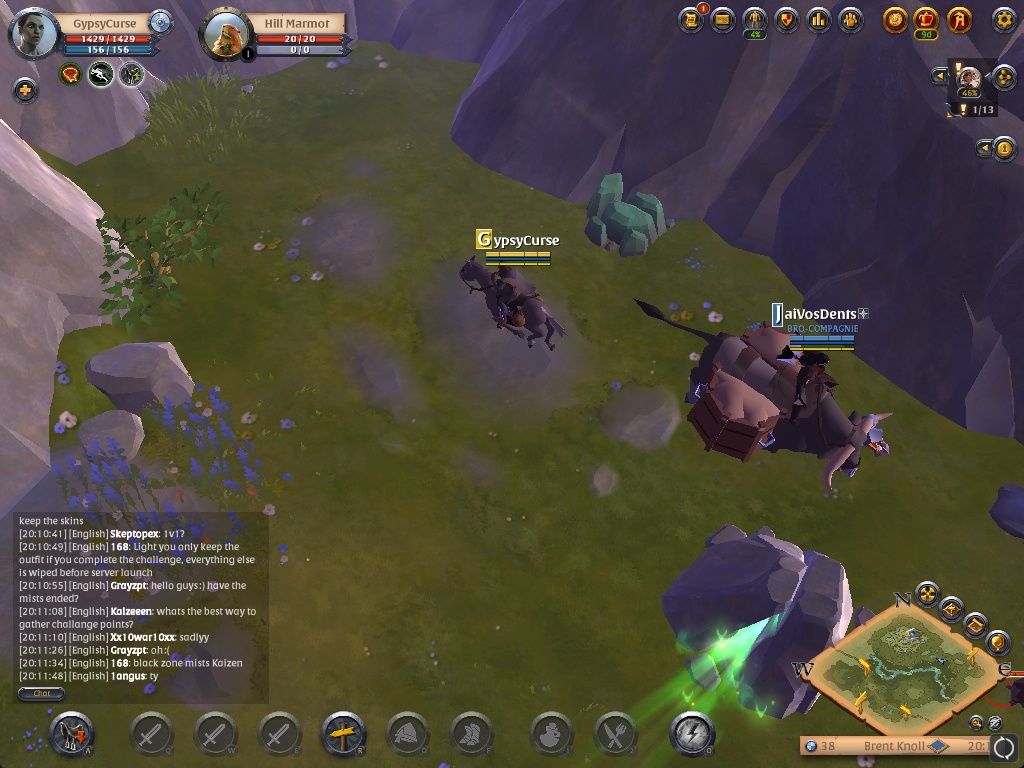 GypsyCurse
1429/1429
156/156
Hill Marmot
20/20
0/0
1
1
4%
9d
46%
1/13
1
GypsyCurse
JaiVosDents
BRO-COMPAGNIE
keep the skins
[20:10:41] [English] Skeptopex: 1v1?
[20:10:49] [English] 168: Light you only keep the
outfit if you complete the challenge, everything else
is wiped before server launch
[20:10:55] [English] Grayzpt: hello guys:) have the
mists ended?
[20:11:08] [English] Kalzeeen: whats the best way to
gather challange points?
[20:11:10] [English] Xx10war10xx: sadlyy
[20:11:26] [English] Grayzpt: oh :(
[20:11:34] [English] 168: black zone mists Kaizen
[20:11:48] [English] 1angus: ty
Chat
N
W
E
A
Q
W
E
R
D
F
38
Brent Knoll
20: